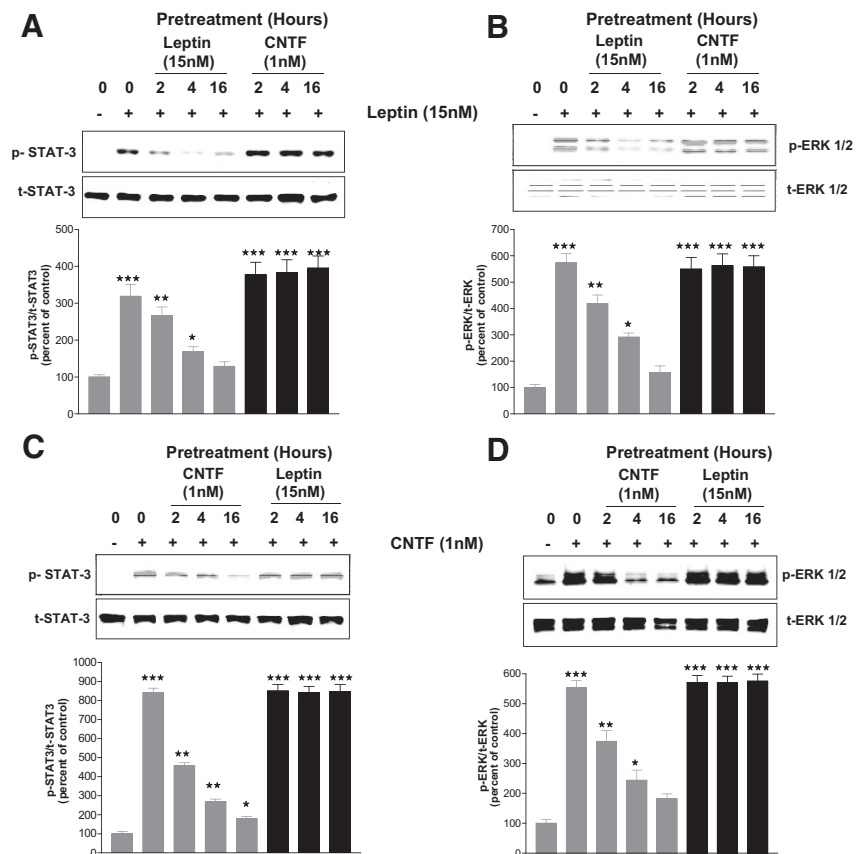 A
Pretreatment (Hours)
Leptin
(15nM)
CNTF
(1nM)
0 0 2 4 16 2 4 16
- + + + + + + +
Leptin (15nM)
p- STAT-3
t-STAT-3
p-STAT3/t-STAT3
(percent of control)
500
400
300
200
100
0
***
**
*
***
***
***
B
Pretreatment (Hours)
Leptin
(15nM)
CNTF
(1nM)
0 0 2 4 16 2 4 16
- + + + + + + +
p-ERK 1/2
t-ERK 1/2
p-ERK/t-ERK
(percent of control)
700
600
500
400
300
200
100
0
***
**
*
***
***
***
C
Pretreatment (Hours)
CNTF
(1nM)
Leptin
(15nM)
0 0 2 4 16 2 4 16
- + + + + + + +
CNTF (1nM)
p- STAT-3
t-STAT-3
p-STAT3/t-STAT3
(percent of control)
1000
900
800
700
600
500
400
300
200
100
0
***
**
**
*
***
***
***
D
Pretreatment (Hours)
CNTF
(1nM)
Leptin
(15nM)
0 0 2 4 16 2 4 16
- + + + + + + +
p-ERK 1/2
t-ERK 1/2
p-ERK/t-ERK
(percent of control)
600
500
400
300
200
100
0
***
**
*
***
***
***